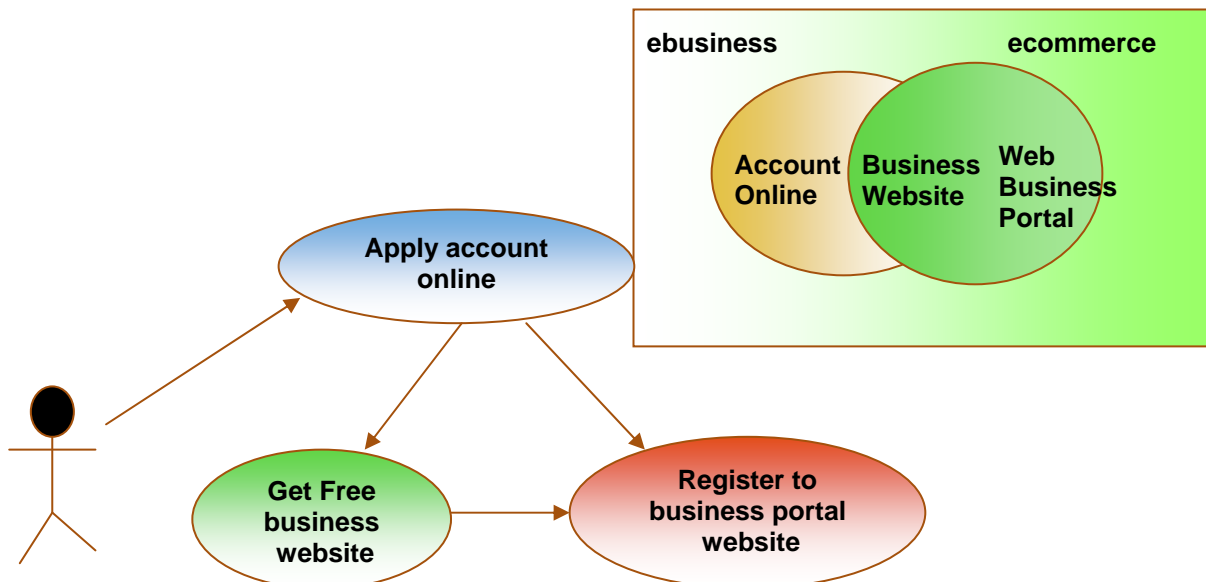 ebusiness
ecommerce
Account
Online
Business
Website
Web
Business
Portal
Apply account
online
Get Free
business
website
Register to
business portal
website